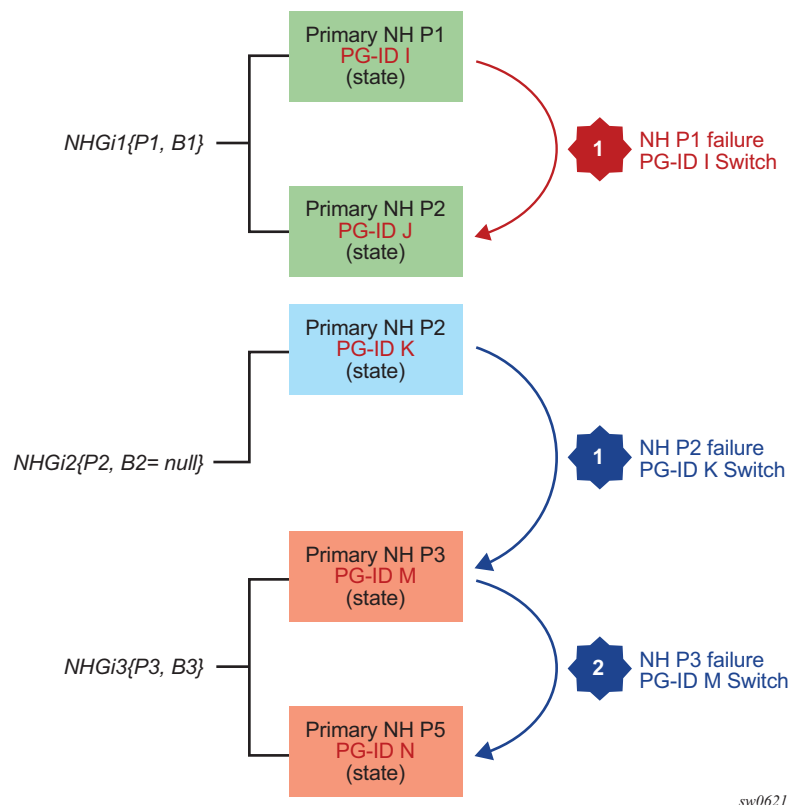 Primary NH P1
PG-ID I
(state)
NHGi1{P1, B1}
1
NH P1 failure
PG-ID I Switch
Primary NH P2
PG-ID J
(state)
Primary NH P2
PG-ID K
(state)
NHGi2{P2, B2= null}
1
NH P2 failure
PG-ID K Switch
Primary NH P3
PG-ID M
(state)
NHGi3{P3, B3}
2
NH P3 failure
PG-ID M Switch
Primary NH P5
PG-ID N
(state)
sw0621